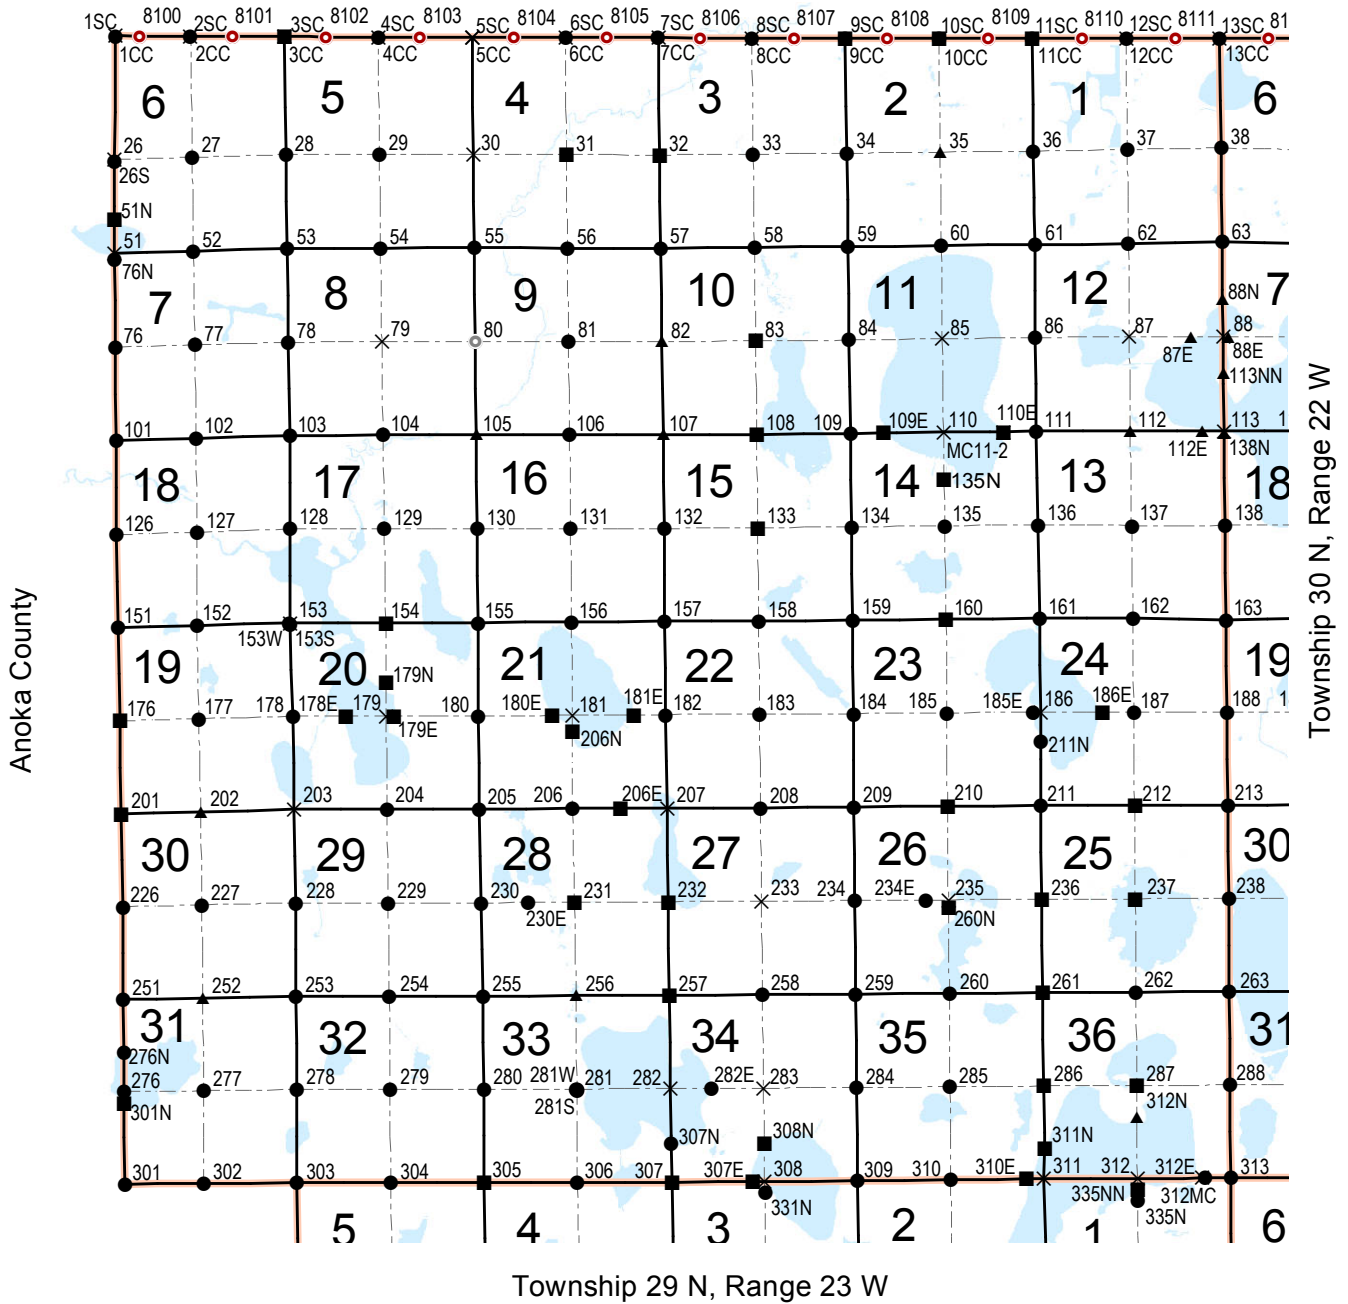 1SC 8100 2SC 8101 3SC 8102 4SC 8103 5SC 8104 6SC 8105 7SC 8106 8SC 8107 9SC 8108 10SC 8109 11SC 8110 12SC 8111 13SC 81
1CC 2CC 3CC 4CC 5CC 6CC 7CC 8CC 9CC 10CC 11CC 12CC 13CC
6 5 4 3 2 1 6
26 27 28 29 30 31 32 33 34 35 36 37 38
26S
51N
51 52 53 54 55 56 57 58 59 60 61 62 63
76N
7 8 9 10 11 12 88N 7
76 77 78 79 80 81 82 83 84 85 86 87 88
87E 88E
113NN
101 102 103 104 105 106 107 108 109 109E 110 110E 111 112 113 1
MC11-2 112E 138N
18 17 16 15 14 135N 13 18
126 127 128 129 130 131 132 133 134 135 136 137 138
151 152 153 154 155 156 157 158 159 160 161 162 163
153W 153S
19 20 179N 21 22 23 24 19
176 177 178 178E 179 180 180E 181 181E 182 183 184 185 185E 186 186E 187 188 1
179E 206N 211N
201 202 203 204 205 206 206E 207 208 209 210 211 212 213
30 29 28 27 26 25 30
226 227 228 229 230 231 232 233 234 234E 235 236 237 238
230E 260N
251 252 253 254 255 256 257 258 259 260 261 262 263
31 32 33 34 35 36 31
276N
276 277 278 279 280 281W 281 282 282E 283 284 285 286 287 288
301N 281S 312N
307N 308N 311N
301 302 303 304 305 306 307 307E 308 309 310 310E 311 312 312E 313
331N 335NN 312MC
335N
5 4 3 2 1 6
Anoka County
Township 30 N, Range 22 W
Township 29 N, Range 23 W